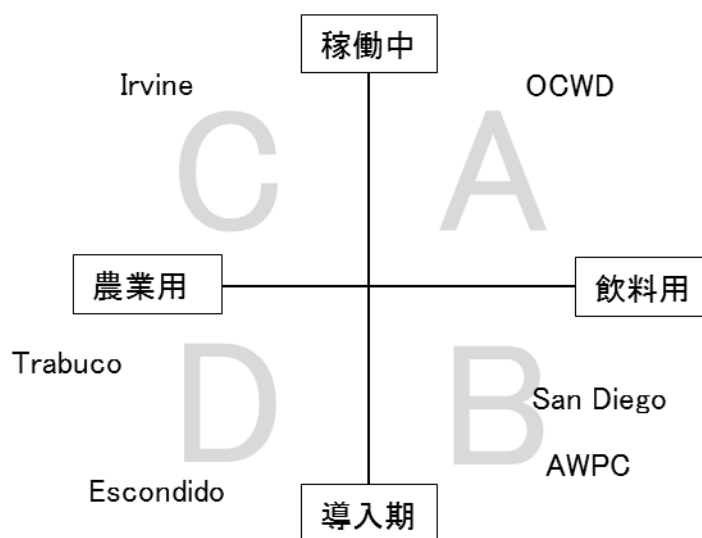 稼働中
Irvine
OCWD
C
A
農業用
飲料用
Trabuco
D
B
San Diego
AWPC
Escondido
導入期